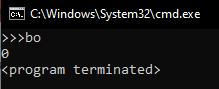 C:\Windows\System32\cmd.exe
>>>bo
0
<program terminated>